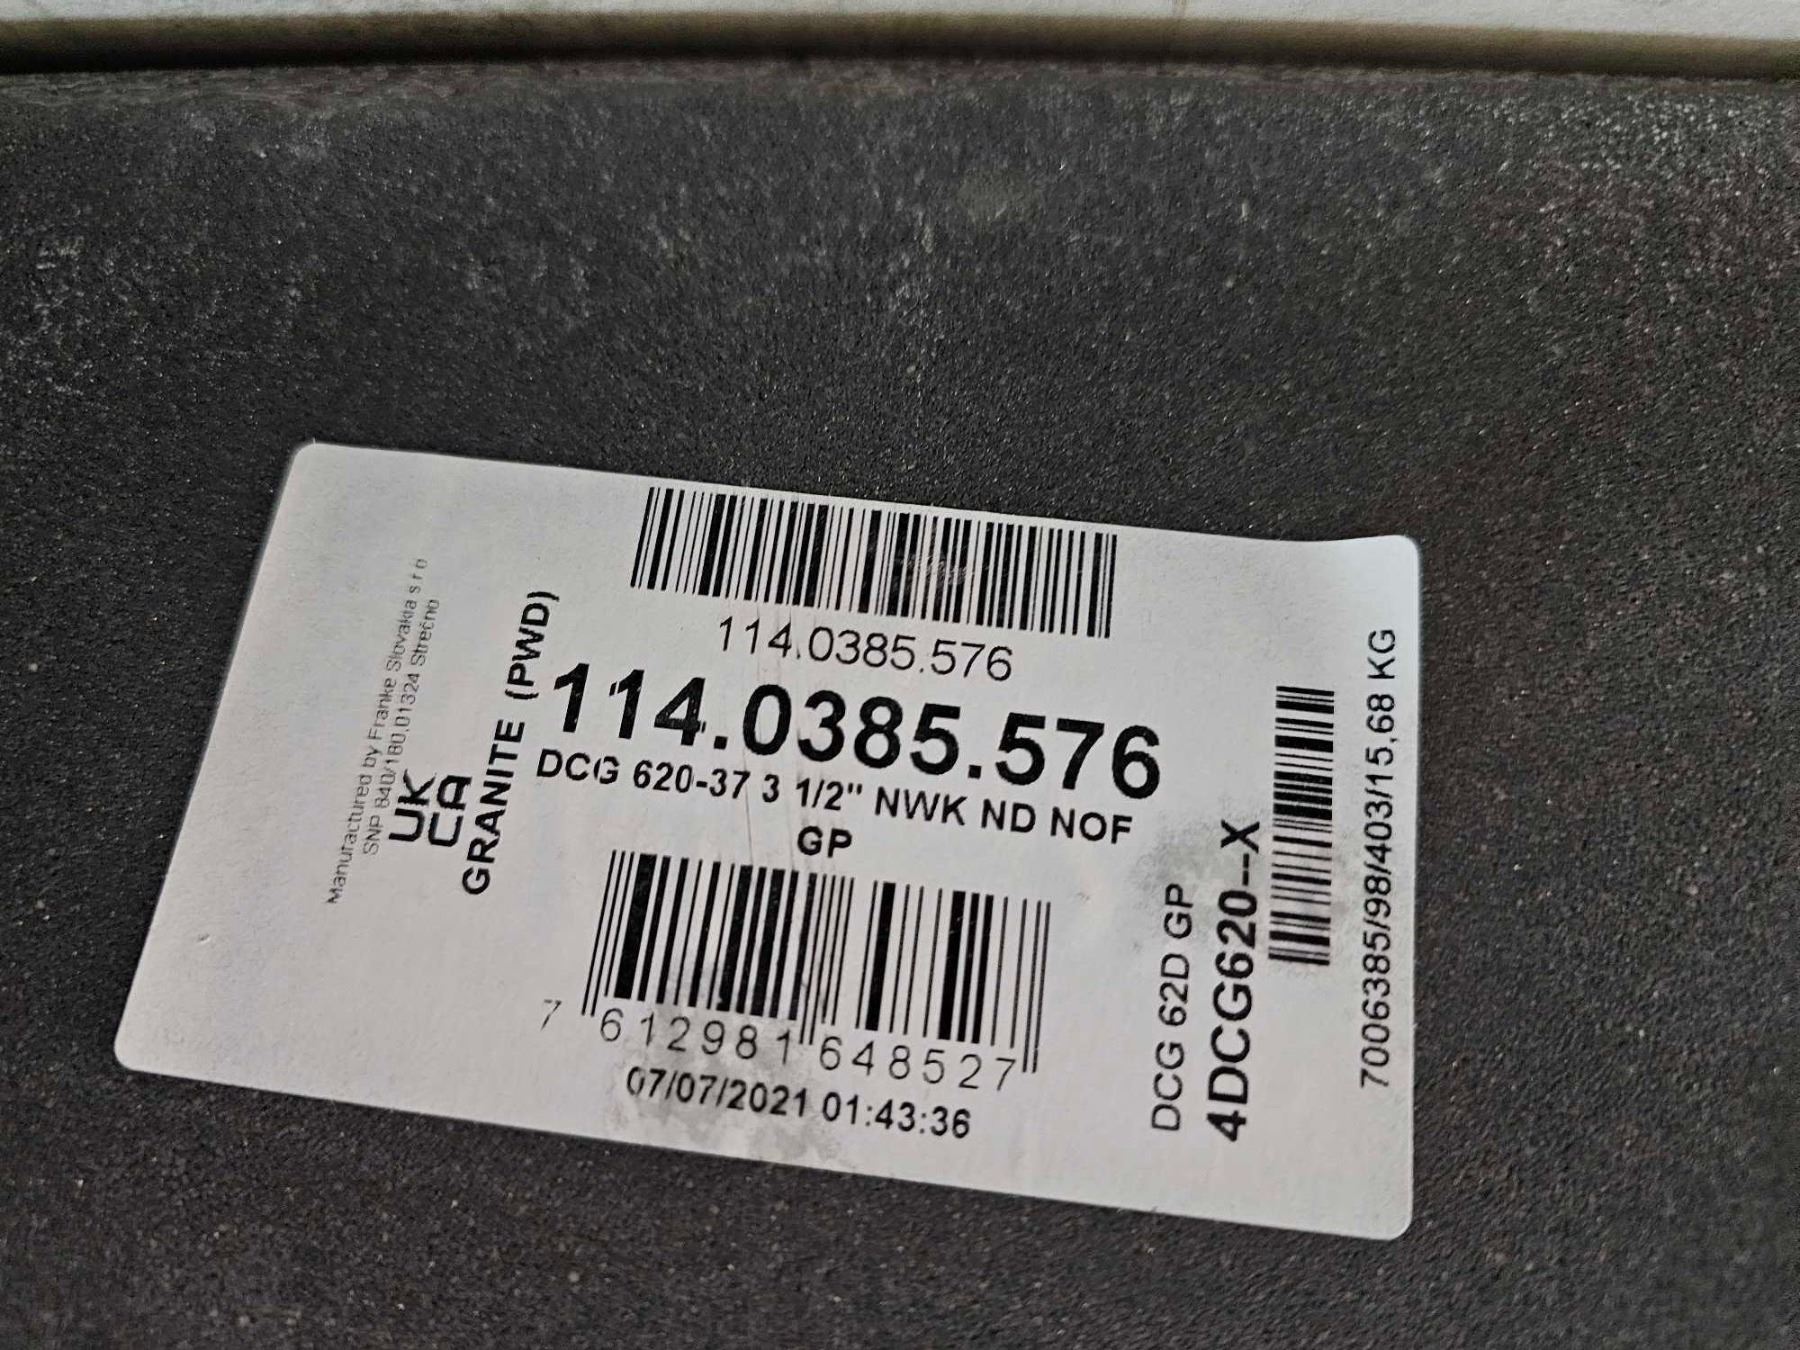 Manufactured by Franke Slovakia s r o
SNP 840/180,01324 Strečno
UK
CA
GRANITE (PWD)
114.0385.576
114.0385.576
DCG 620-37 3 1/2" NWK ND NOF
GP
7 612981 648527
07/07/2021 01:43:36
DCG 62D GP
4DCG620--X
7006385/98/403/15,68 KG